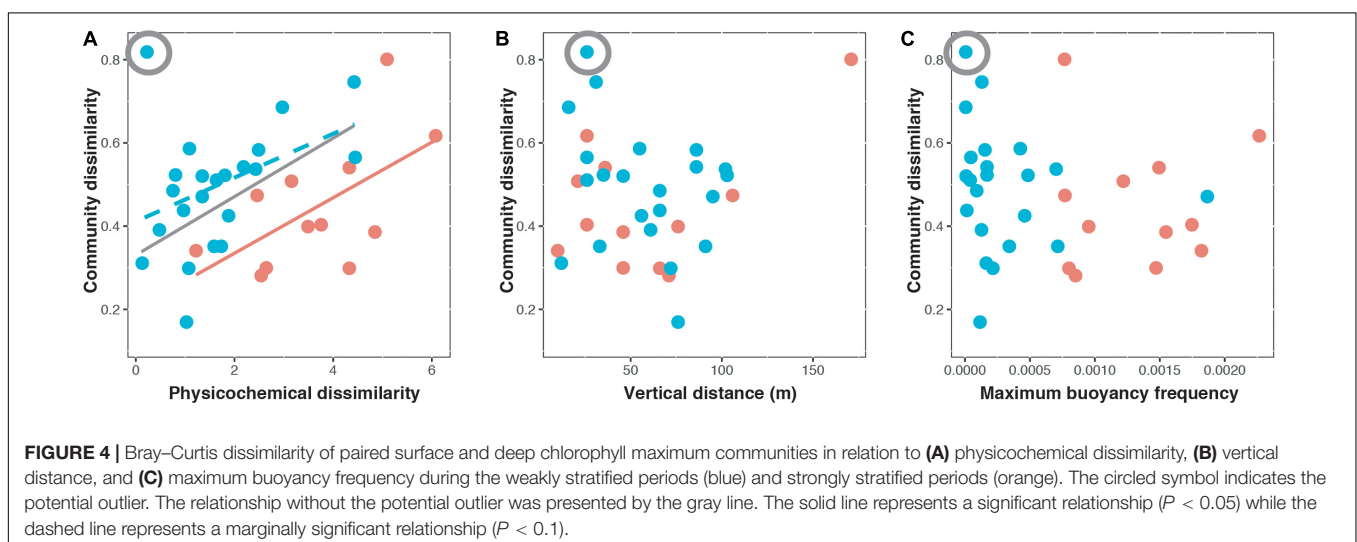 A
B
C
0.8
0.6
0.4
0.2
Community dissimilarity
0
2
4
6
Physicochemical dissimilarity
0.8
0.6
0.4
0.2
Community dissimilarity
50
100
150
Vertical distance (m)
0.8
0.6
0.4
0.2
Community dissimilarity
0.0000
0.0005
0.0010
0.0015
0.0020
Maximum buoyancy frequency
FIGURE 4 | Bray–Curtis dissimilarity of paired surface and deep chlorophyll maximum communities in relation to (A) physicochemical dissimilarity, (B) vertical
distance, and (C) maximum buoyancy frequency during the weakly stratified periods (blue) and strongly stratified periods (orange). The circled symbol indicates the
potential outlier. The relationship without the potential outlier was presented by the gray line. The solid line represents a significant relationship (P < 0.05) while the
dashed line represents a marginally significant relationship (P < 0.1).